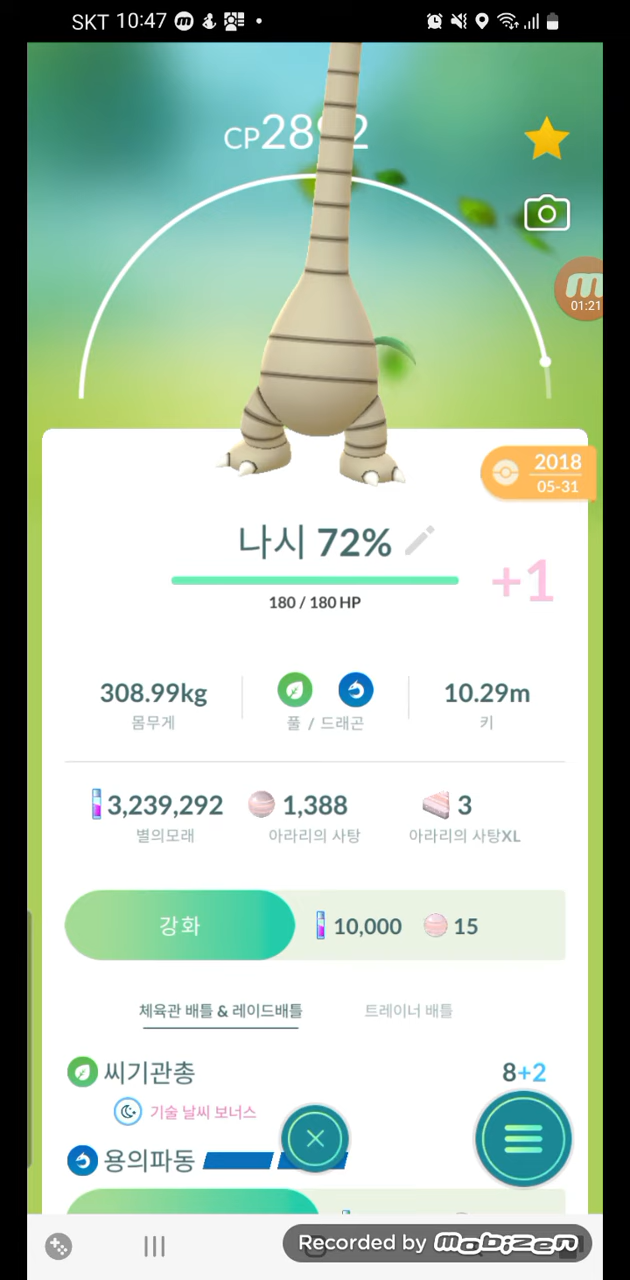 SKT 10:47
CP2892
01:21
2018
05-31
나시 72%
+1
180 / 180 HP
308.99kg
몸무게
풀 / 드래곤
10.29m
키
3,239,292
별의모래
1,388
아라리의 사탕
3
아라리의 사탕XL
강화
10,000
15
체육관 배틀 & 레이드배틀
트레이너 배틀
씨기관총
8+2
기술 날씨 보너스
용의파동
Recorded by mobizen